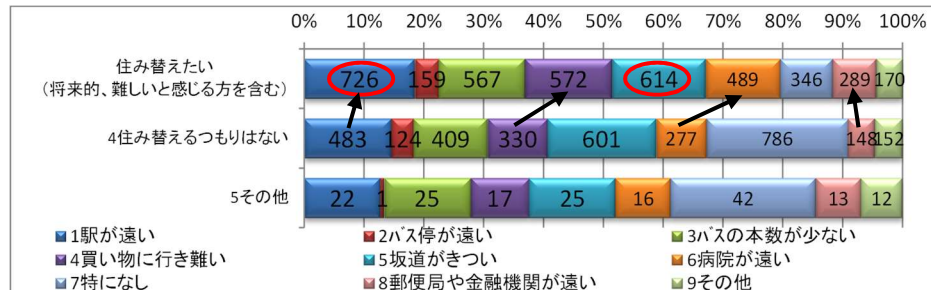 0% 10% 20% 30% 40% 50% 60% 70% 80% 90% 100%
住み替えたい
(将来的、難しいと感じる方を含む)
726 159 567 572 614 489 346 289 170
4住み替えるつもりはない
483 124 409 330 601 277 786 148 152
5その他
22 1 25 17 25 16 42 13 12
1駅が遠い 2バス停が遠い 3バスの本数が少ない
4買い物に行き難い 5坂道がきつい 6病院が遠い
7特になし 8郵便局や金融機関が遠い 9その他